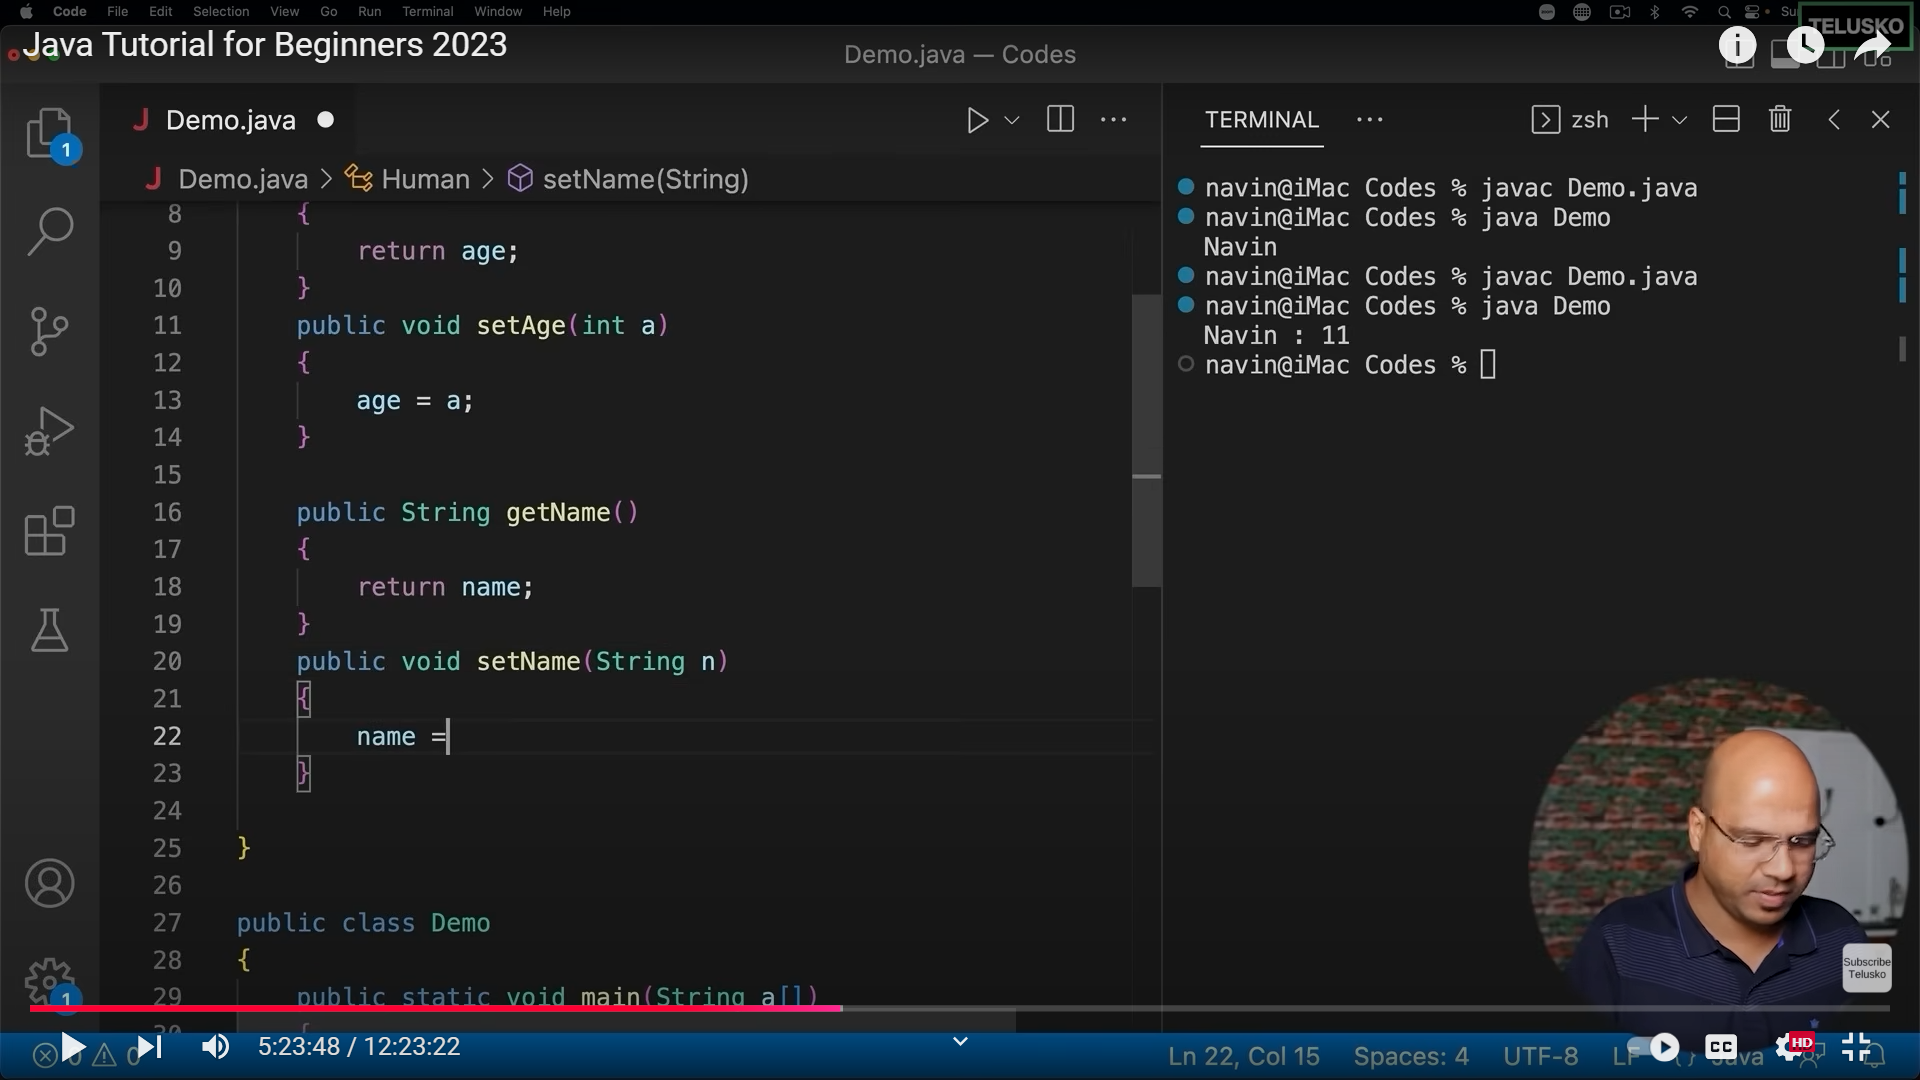 Code File Edit Selection View Go Run Terminal Window Help
TELUSKO
Java Tutorial for Beginners 2023
Demo.java — Codes
Demo.java
Demo.java > Human > setName(String)
8 {
9 return age;
10 }
11 public void setAge(int a)
12 {
13 age = a;
14 }
15
16 public String getName()
17 {
18 return name;
19 }
20 public void setName(String n)
21 {
22 name =
23 }
24
25 }
26
27 public class Demo
28 {
29 public static void main(String a[])
30 {
1
1
TERMINAL
zsh
navin@iMac Codes % javac Demo.java
navin@iMac Codes % java Demo
Navin
navin@iMac Codes % javac Demo.java
navin@iMac Codes % java Demo
Navin : 11
navin@iMac Codes %
Subscribe
Telusko
5:23:48 / 12:23:22
Ln 22, Col 15 Spaces: 4 UTF-8 LF Java
CC
HD